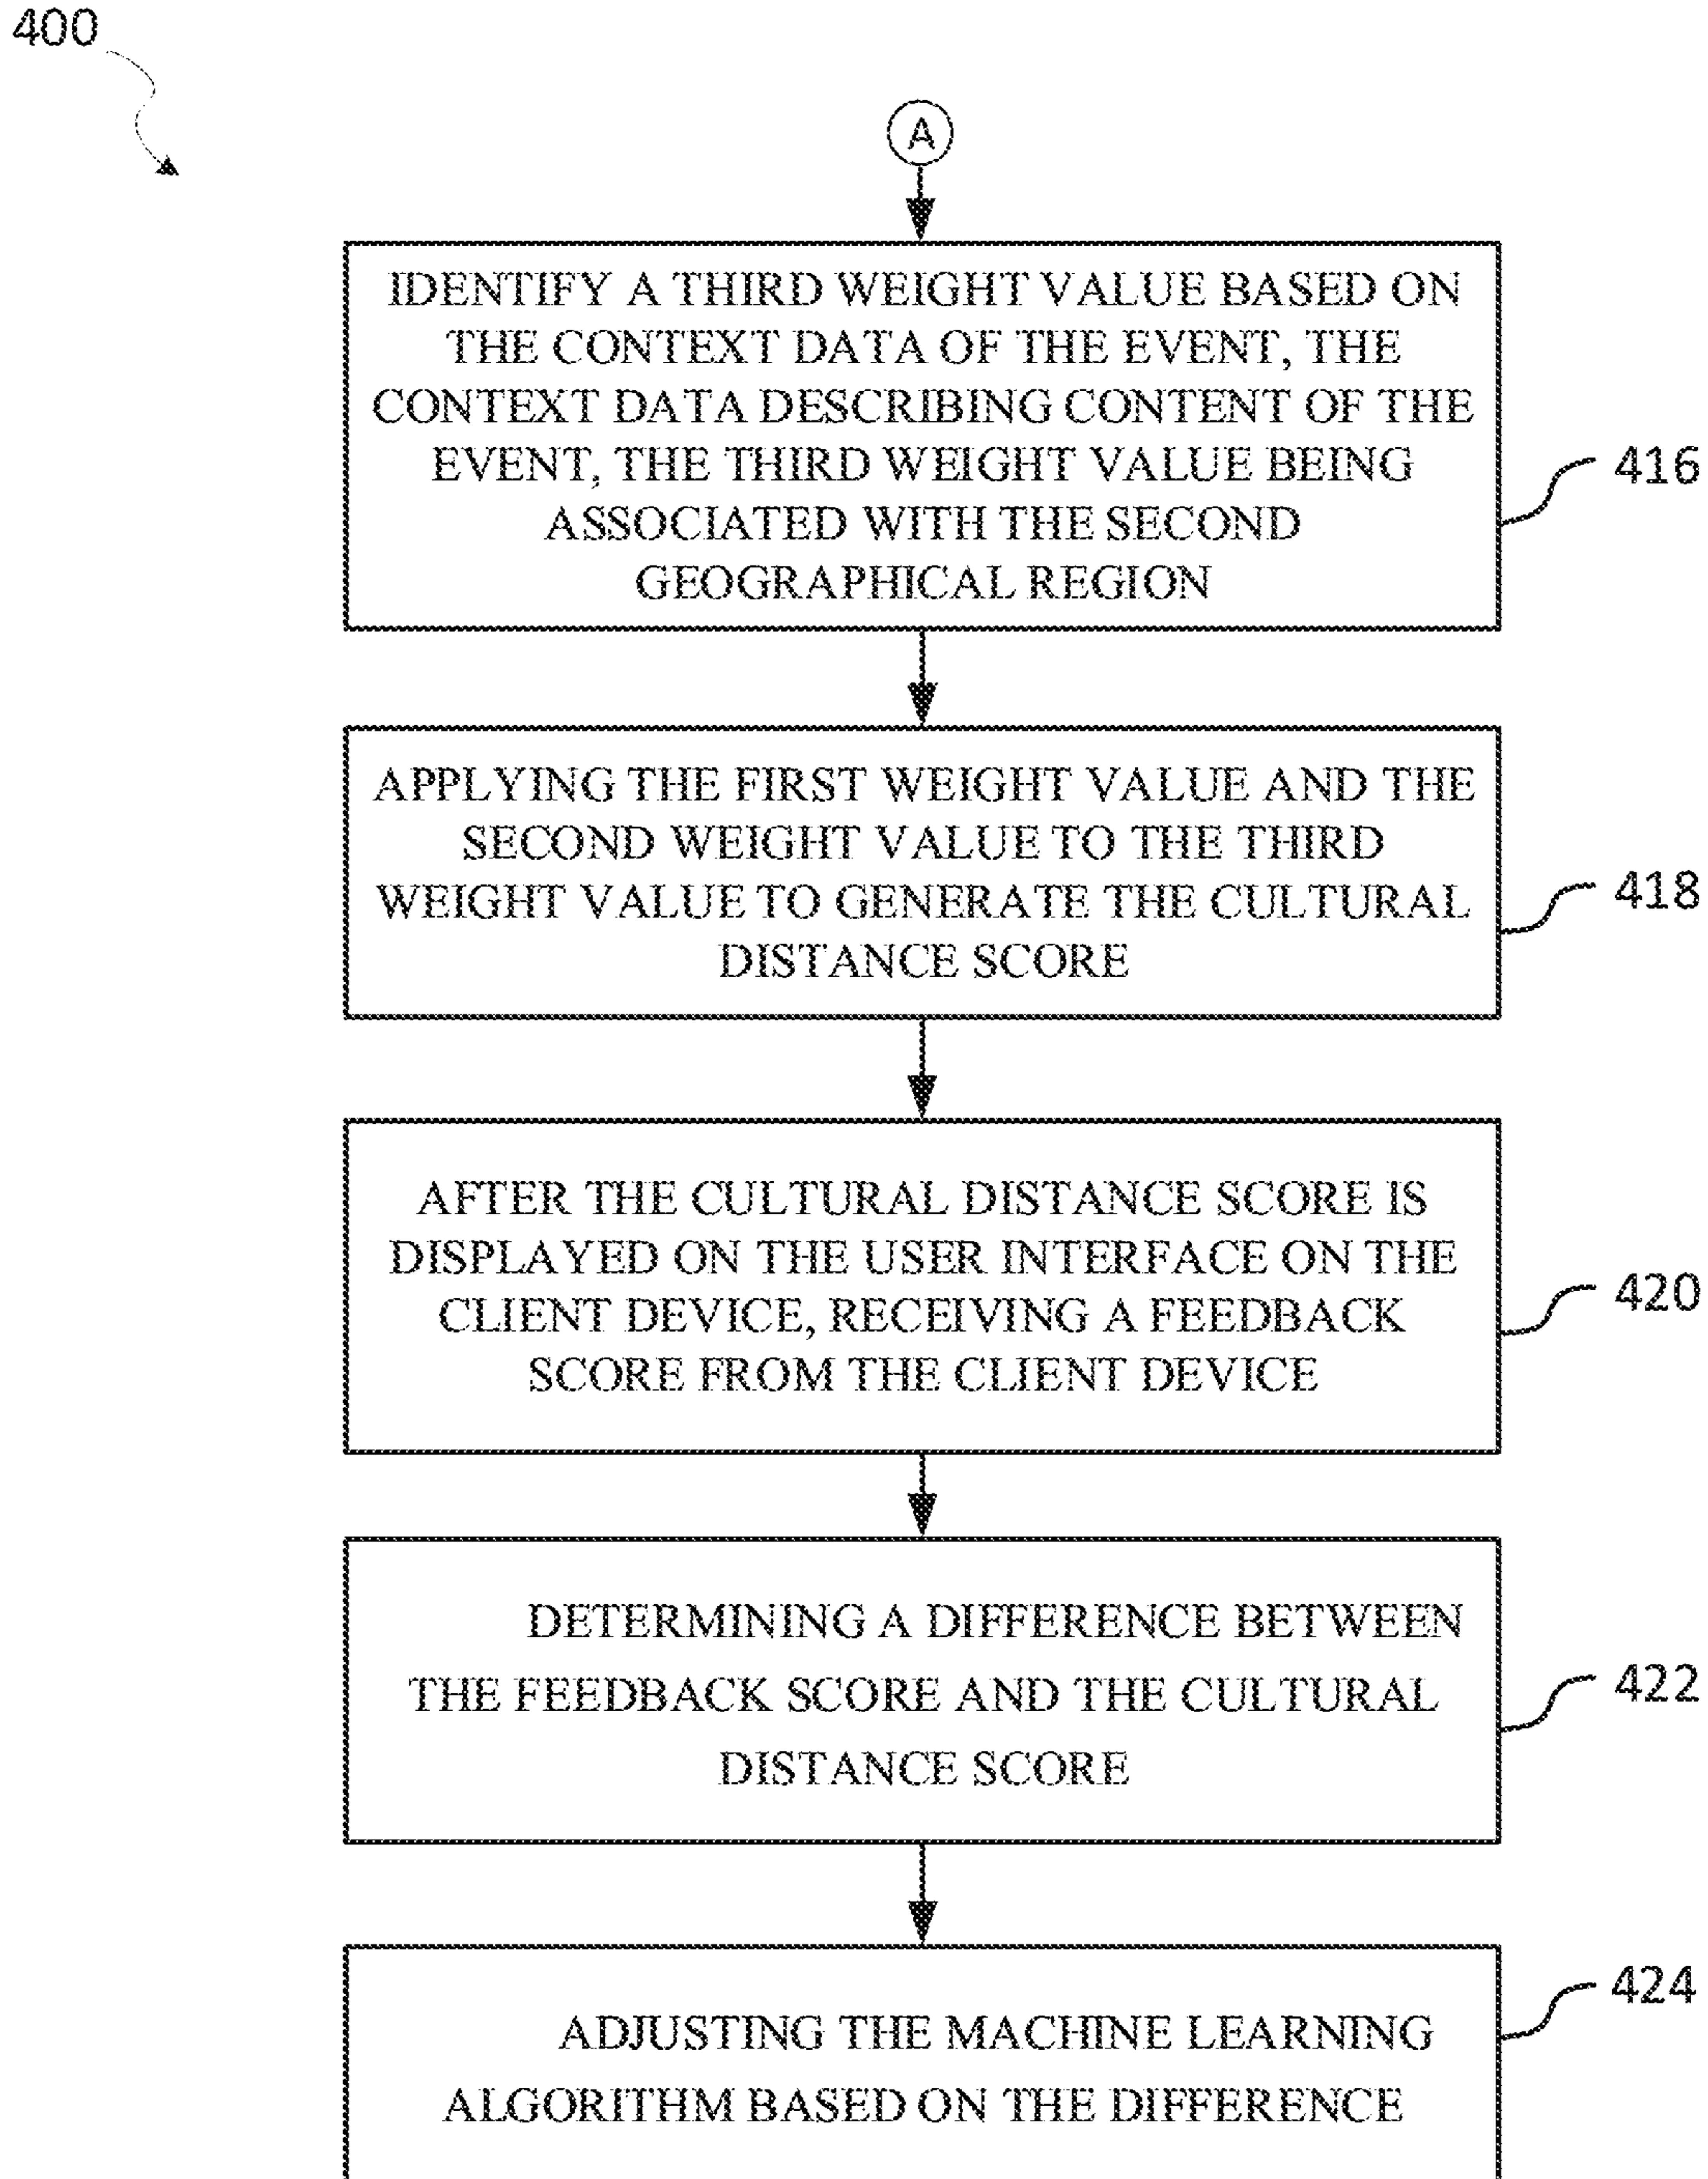 400
A
IDENTIFY A THIRD WEIGHT VALUE BASED ON
THE CONTEXT DATA OF THE EVENT, THE
CONTEXT DATA DESCRIBING CONTENT OF THE
EVENT, THE THIRD WEIGHT VALUE BEING
ASSOCIATED WITH THE SECOND
GEOGRAPHICAL REGION
416
APPLYING THE FIRST WEIGHT VALUE AND THE
SECOND WEIGHT VALUE TO THE THIRD
WEIGHT VALUE TO GENERATE THE CULTURAL
DISTANCE SCORE
418
AFTER THE CULTURAL DISTANCE SCORE IS
DISPLAYED ON THE USER INTERFACE ON THE
CLIENT DEVICE, RECEIVING A FEEDBACK
SCORE FROM THE CLIENT DEVICE
420
DETERMINING A DIFFERENCE BETWEEN
THE FEEDBACK SCORE AND THE CULTURAL
DISTANCE SCORE
422
ADJUSTING THE MACHINE LEARNING
ALGORITHM BASED ON THE DIFFERENCE
424